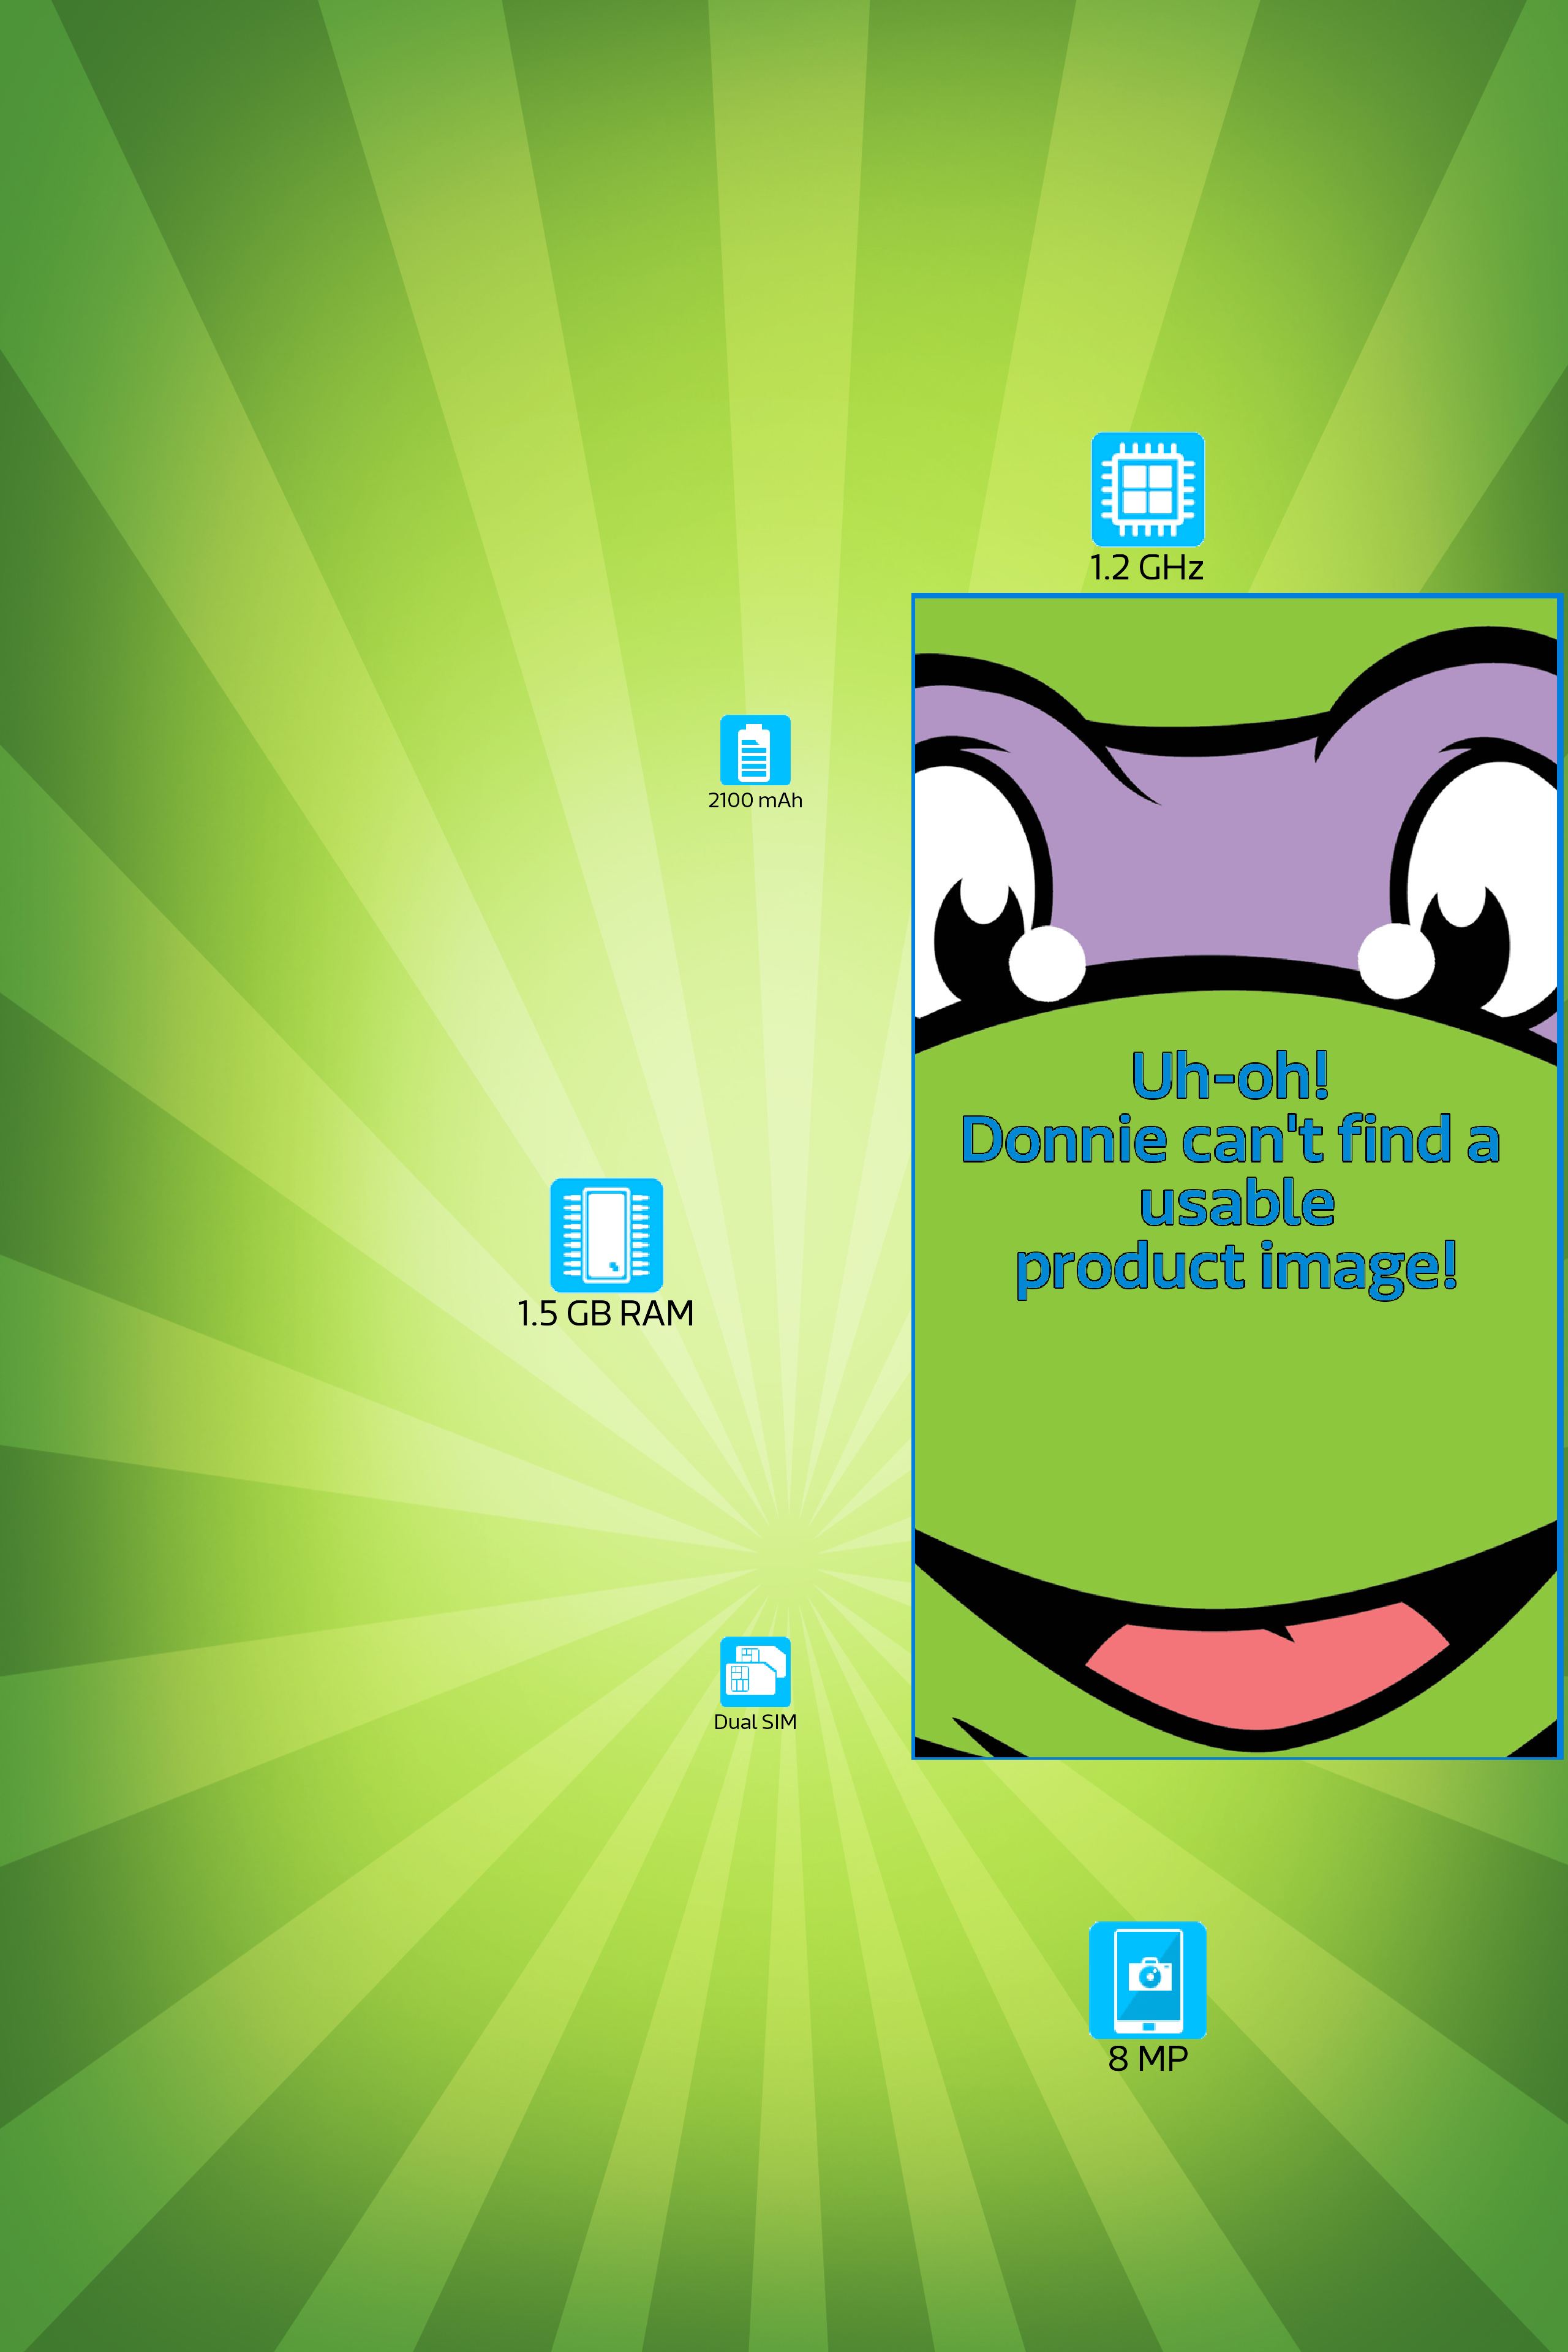 1.2 GHz
2100 mAh
Uh-oh!
Donnie can't find a
usable
product image!
1.5 GB RAM
Dual SIM
8 MP